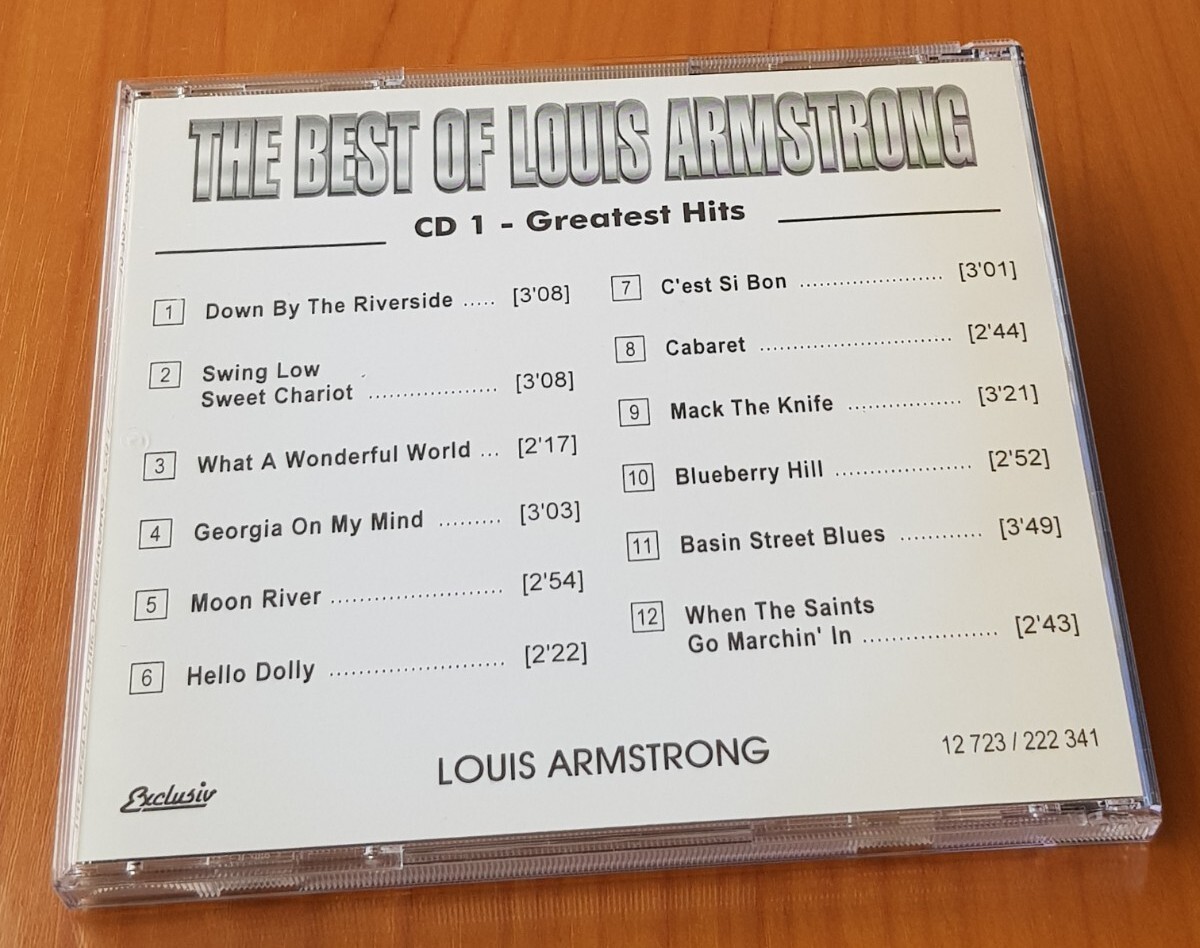 THE BEST OF LOUIS ARMSTRONG
CD 1 - Greatest Hits
1 Down By The Riverside ..... [3'08]
2 Swing Low
Sweet Chariot ................... [3'08]
3 What A Wonderful World ... [2'17]
4 Georgia On My Mind ......... [3'03]
5 Moon River ......................... [2'54]
6 Hello Dolly ......................... [2'22]
7 C'est Si Bon ...................... [3'01]
8 Cabaret ............................. [2'44]
9 Mack The Knife ................. [3'21]
10 Blueberry Hill .................... [2'52]
11 Basin Street Blues ............ [3'49]
12 When The Saints
Go Marchin' In .................... [2'43]
LOUIS ARMSTRONG
12 723 / 222 341
Exclusiv